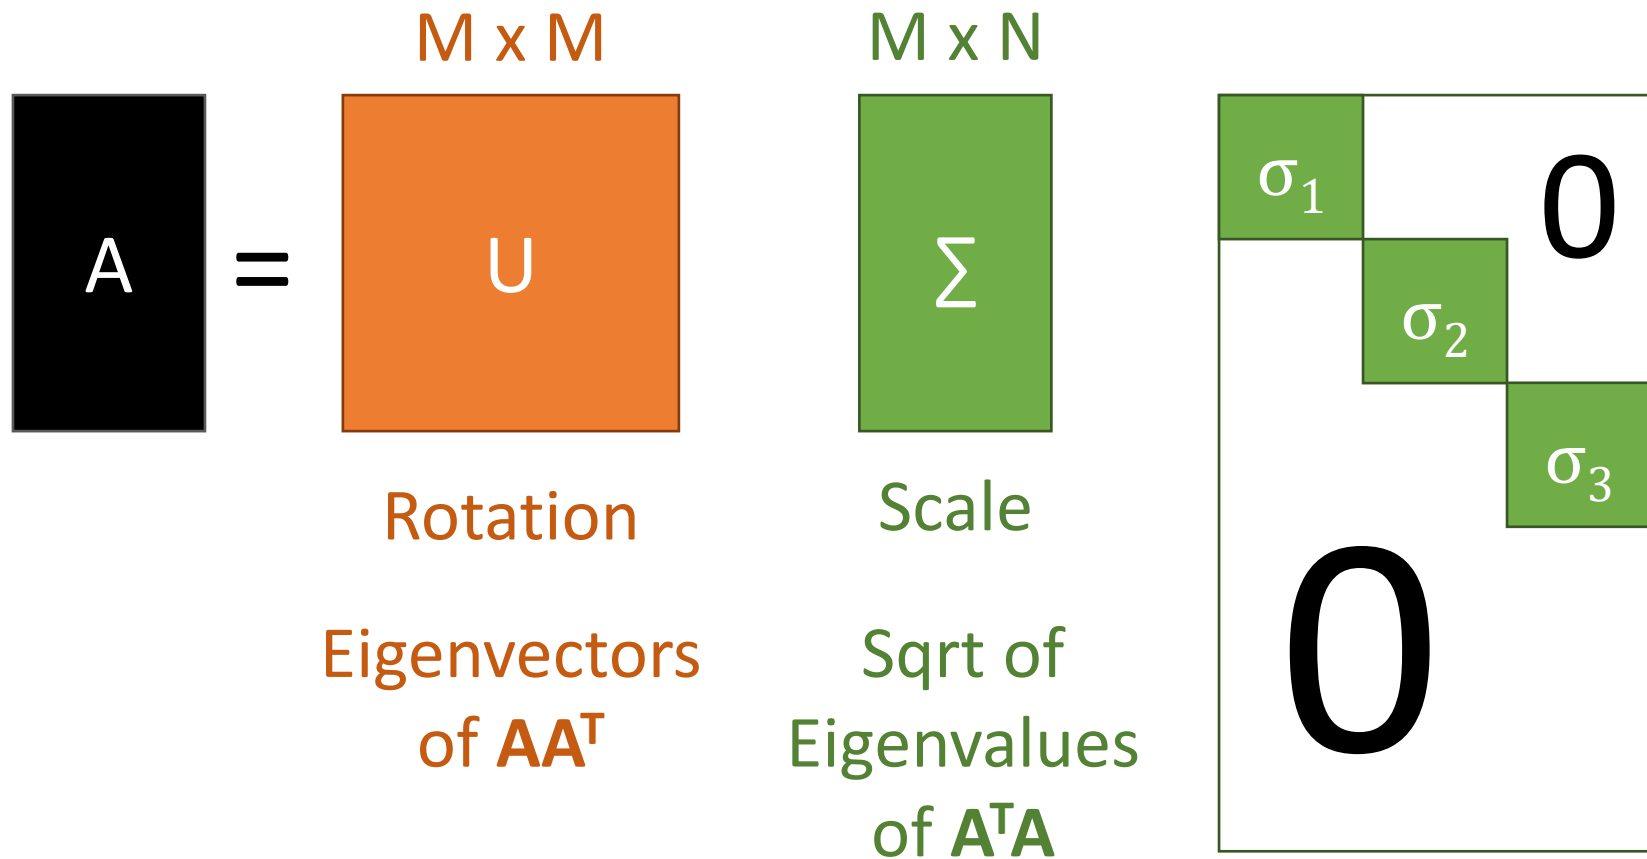 M x M
M x N
A
=
U
∑
σ1
0
σ2
σ3
0
Rotation
Scale
Eigenvectors
of AAᵀ
Sqrt of
Eigenvalues
of AᵀA